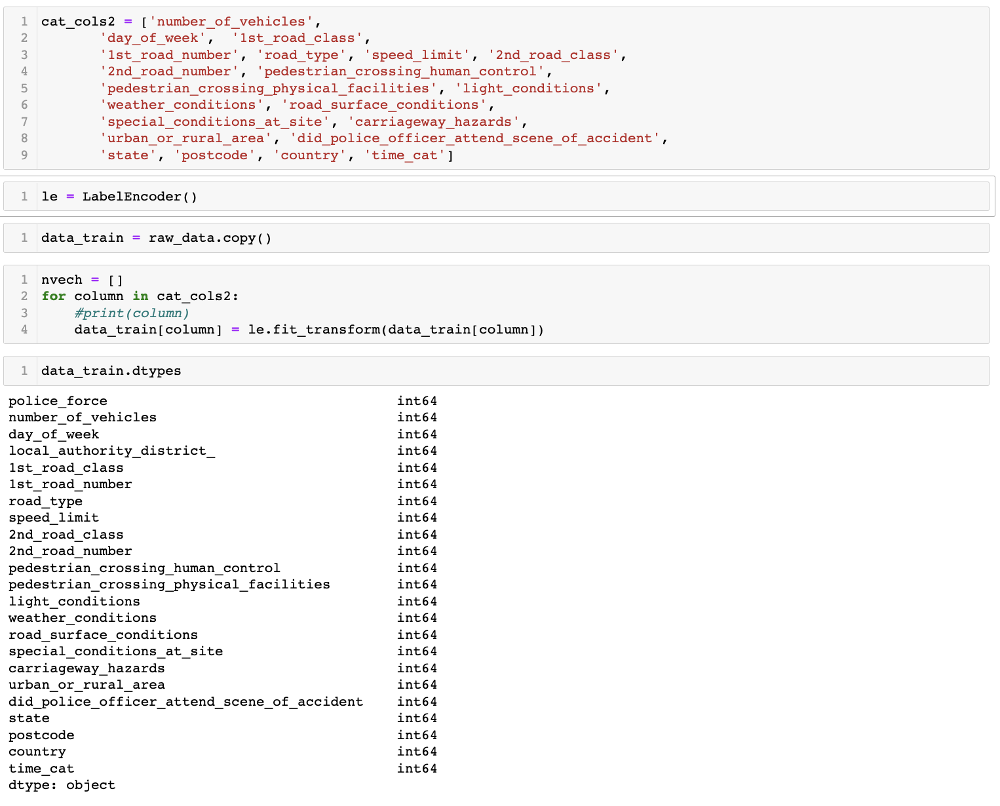 1 cat_cols2 = ['number_of_vehicles',
2 'day_of_week', '1st_road_class',
3 '1st_road_number', 'road_type', 'speed_limit', '2nd_road_class',
4 '2nd_road_number', 'pedestrian_crossing_human_control',
5 'pedestrian_crossing_physical_facilities', 'light_conditions',
6 'weather_conditions', 'road_surface_conditions',
7 'special_conditions_at_site', 'carriageway_hazards',
8 'urban_or_rural_area', 'did_police_officer_attend_scene_of_accident',
9 'state', 'postcode', 'country', 'time_cat']
1 le = LabelEncoder()
1 data_train = raw_data.copy()
1 nvech = []
2 for column in cat_cols2:
3 #print(column)
4 data_train[column] = le.fit_transform(data_train[column])
1 data_train.dtypes
police_force int64
number_of_vehicles int64
day_of_week int64
local_authority_district_ int64
1st_road_class int64
1st_road_number int64
road_type int64
speed_limit int64
2nd_road_class int64
2nd_road_number int64
pedestrian_crossing_human_control int64
pedestrian_crossing_physical_facilities int64
light_conditions int64
weather_conditions int64
road_surface_conditions int64
special_conditions_at_site int64
carriageway_hazards int64
urban_or_rural_area int64
did_police_officer_attend_scene_of_accident int64
state int64
postcode int64
country int64
time_cat int64
dtype: object